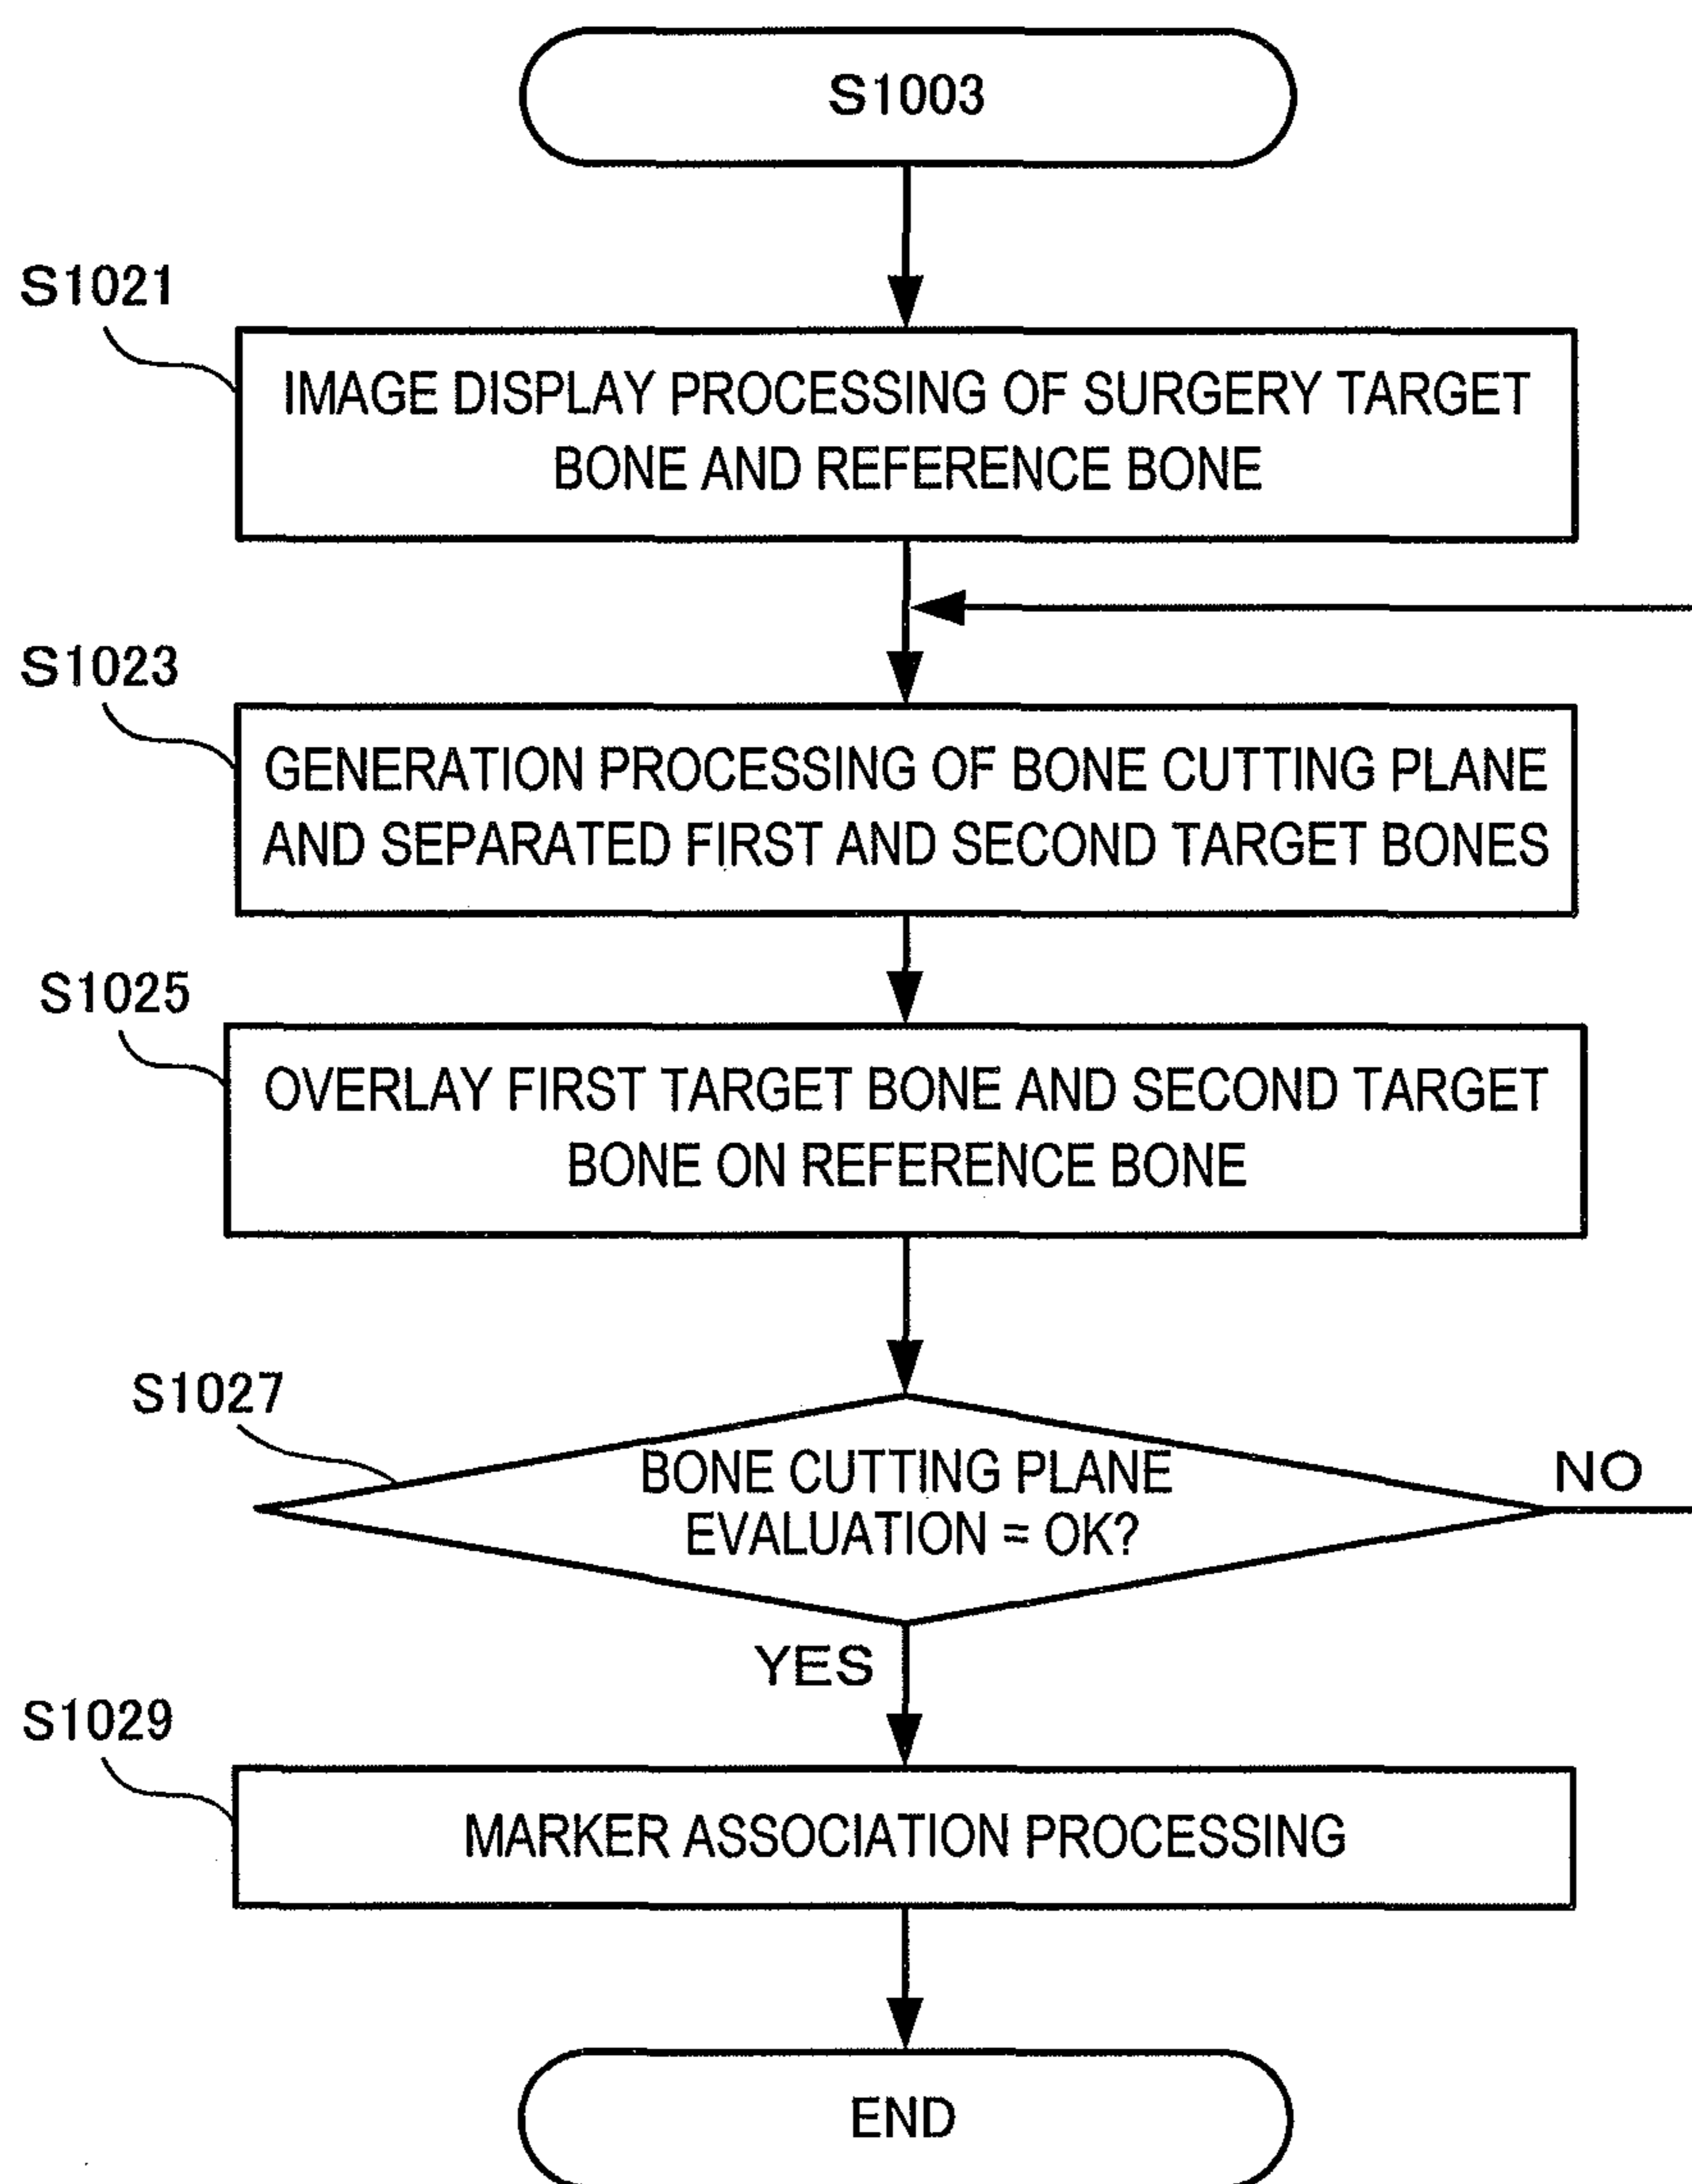 S1003
S1021
IMAGE DISPLAY PROCESSING OF SURGERY TARGET
BONE AND REFERENCE BONE
S1023
GENERATION PROCESSING OF BONE CUTTING PLANE
AND SEPARATED FIRST AND SECOND TARGET BONES
S1025
OVERLAY FIRST TARGET BONE AND SECOND TARGET
BONE ON REFERENCE BONE
S1027
BONE CUTTING PLANE
EVALUATION = OK?
NO
YES
S1029
MARKER ASSOCIATION PROCESSING
END